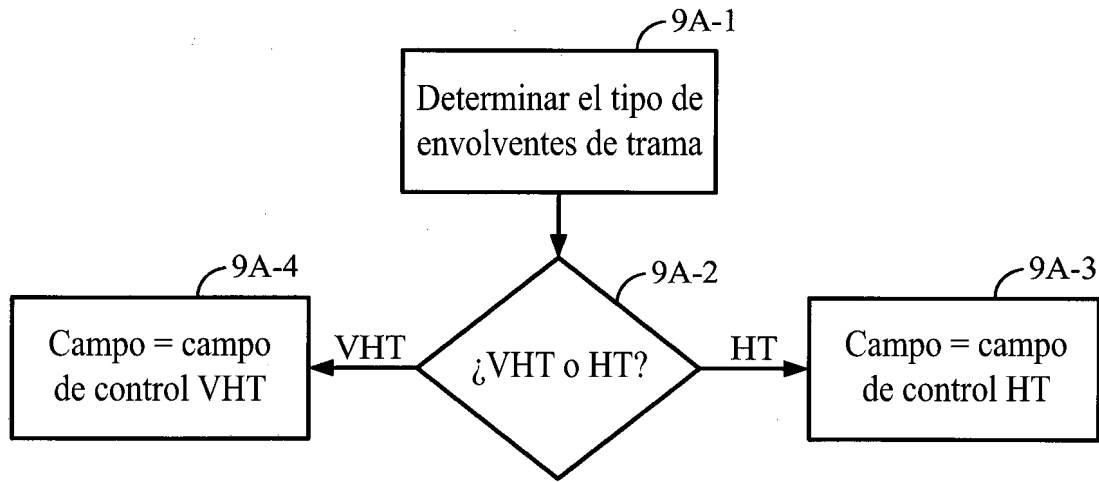 9A-1
Determinar el tipo de
envolventes de trama
9A-4
Campo = campo
de control VHT
VHT
9A-2
¿VHT o HT?
HT
9A-3
Campo = campo
de control HT